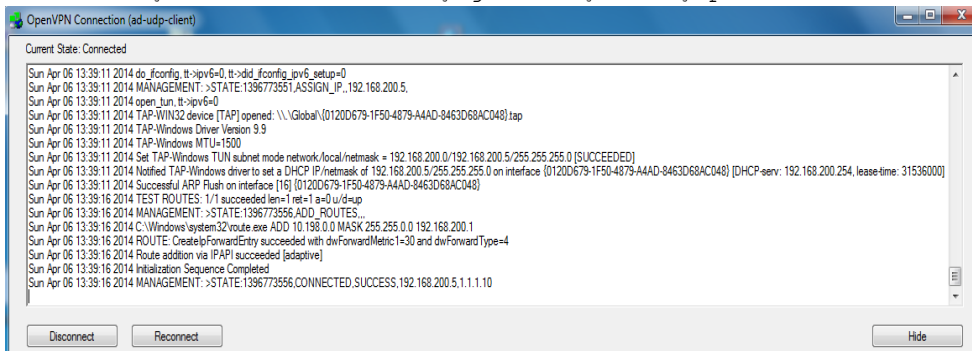 OpenVPN Connection (ad-udp-client)
Current State: Connected
Sun Apr 06 13:39:11 2014 do_ifconfig, tt->ipv6=0, tt->did_ifconfig_ipv6_setup=0
Sun Apr 06 13:39:11 2014 MANAGEMENT: >STATE:1396773551,ASSIGN_IP,,192.168.200.5,
Sun Apr 06 13:39:11 2014 open_tun, tt->ipv6=0
Sun Apr 06 13:39:11 2014 TAP-WIN32 device [TAP] opened: \\.\Global\{0120D679-1F50-4879-A4AD-8463D68AC048}.tap
Sun Apr 06 13:39:11 2014 TAP-Windows Driver Version 9.9
Sun Apr 06 13:39:11 2014 TAP-Windows MTU=1500
Sun Apr 06 13:39:11 2014 Set TAP-Windows TUN subnet mode network/local/netmask = 192.168.200.0/192.168.200.5/255.255.255.0 [SUCCEEDED]
Sun Apr 06 13:39:11 2014 Notified TAP-Windows driver to set a DHCP IP/netmask of 192.168.200.5/255.255.255.0 on interface {0120D679-1F50-4879-A4AD-8463D68AC048} [DHCP-serv: 192.168.200.254, lease-time: 31536000]
Sun Apr 06 13:39:11 2014 Successful ARP Flush on interface [16] {0120D679-1F50-4879-A4AD-8463D68AC048}
Sun Apr 06 13:39:16 2014 TEST ROUTES: 1/1 succeeded len=1 ret=1 a=0 u/d=up
Sun Apr 06 13:39:16 2014 MANAGEMENT: >STATE:1396773556,ADD_ROUTES,,,
Sun Apr 06 13:39:16 2014 C:\Windows\system32\route.exe ADD 10.198.0.0 MASK 255.255.0.0 192.168.200.1
Sun Apr 06 13:39:16 2014 ROUTE: CreateIpForwardEntry succeeded with dwForwardMetric1=30 and dwForwardType=4
Sun Apr 06 13:39:16 2014 Route addition via IPAPI succeeded [adaptive]
Sun Apr 06 13:39:16 2014 Initialization Sequence Completed
Sun Apr 06 13:39:16 2014 MANAGEMENT: >STATE:1396773556,CONNECTED,SUCCESS,192.168.200.5,1.1.1.10
Disconnect Reconnect Hide